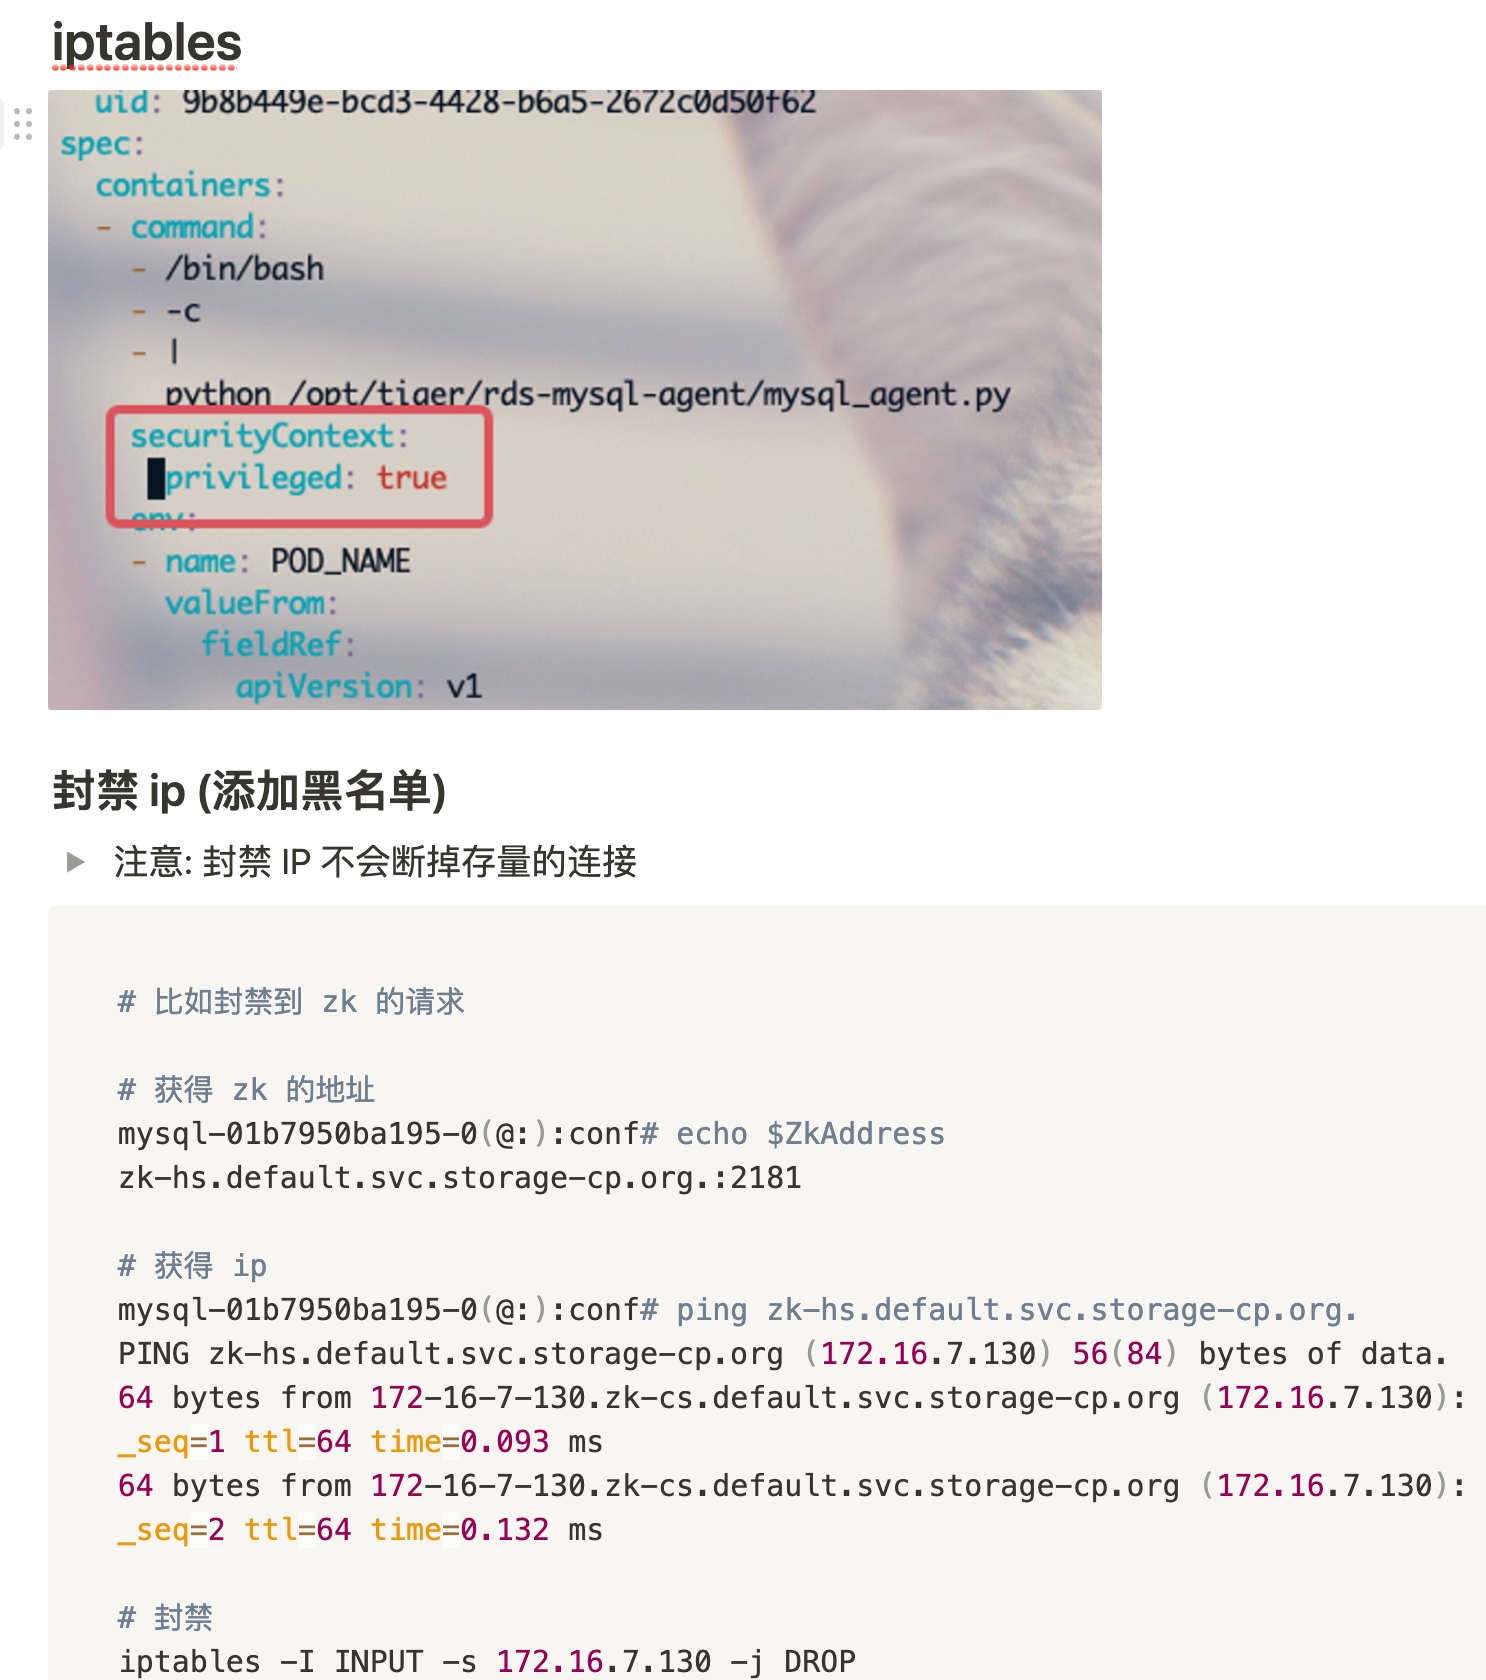 iptables
uid: 9b8b449e-bcd3-4428-b6a5-2672c0d50f62
spec:
containers:
- command:
- /bin/bash
- -c
- |
python /opt/tiger/rds-mysql-agent/mysql_agent.py
securityContext:
privileged: true
env:
- name: POD_NAME
valueFrom:
fieldRef:
apiVersion: v1
封禁 ip (添加黑名单)
注意: 封禁 IP 不会断掉存量的连接
# 比如封禁到 zk 的请求
# 获得 zk 的地址
mysql-01b7950ba195-0(@:):conf# echo $ZkAddress
zk-hs.default.svc.storage-cp.org.:2181
# 获得 ip
mysql-01b7950ba195-0(@:):conf# ping zk-hs.default.svc.storage-cp.org.
PING zk-hs.default.svc.storage-cp.org (172.16.7.130) 56(84) bytes of data.
64 bytes from 172-16-7-130.zk-cs.default.svc.storage-cp.org (172.16.7.130):
_seq=1 ttl=64 time=0.093 ms
64 bytes from 172-16-7-130.zk-cs.default.svc.storage-cp.org (172.16.7.130):
_seq=2 ttl=64 time=0.132 ms
# 封禁
iptables -I INPUT -s 172.16.7.130 -j DROP